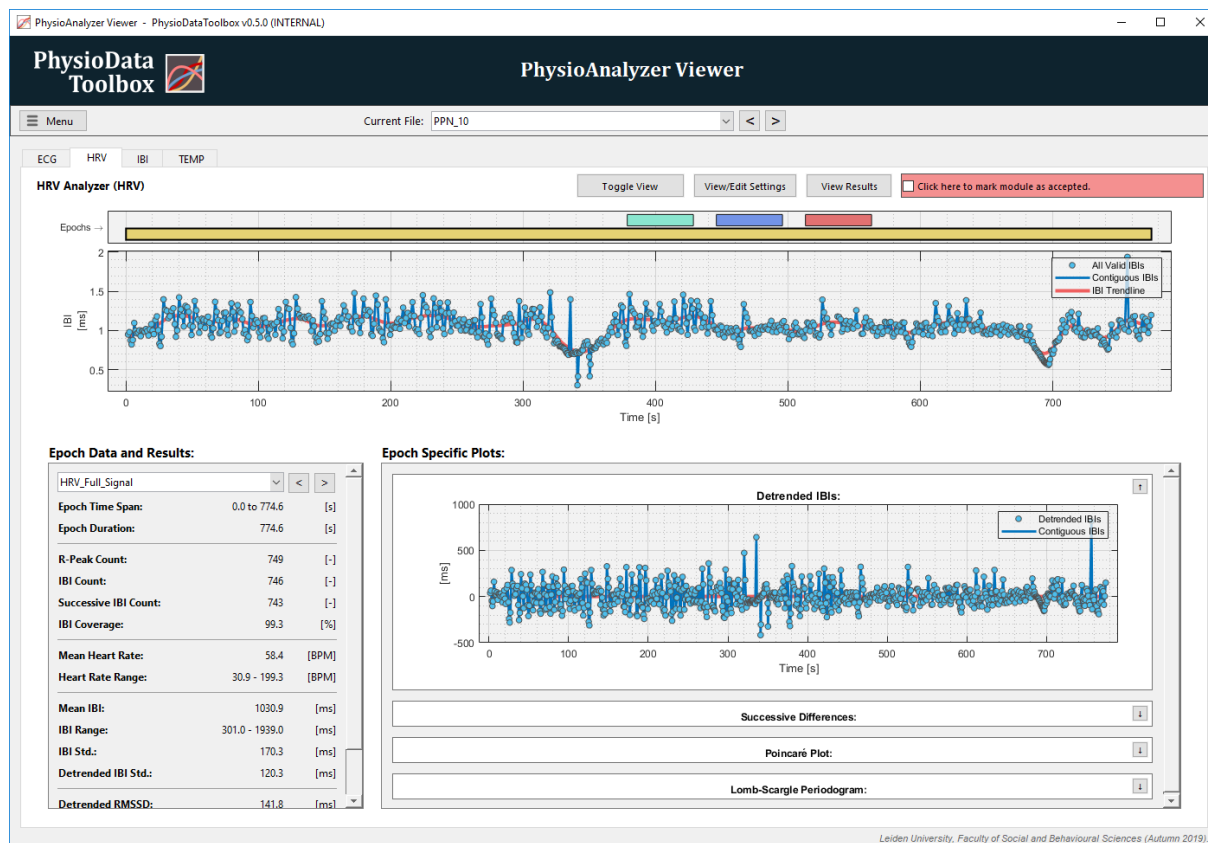 PhysioAnalyzer Viewer - PhysioDataToolbox v0.5.0 (INTERNAL)
PhysioData
Toolbox
PhysioAnalyzer Viewer
Menu
Current File: PPN_10 < >
ECG HRV IBI TEMP
HRV Analyzer (HRV)
Toggle View View/Edit Settings View Results Click here to mark module as accepted.
Epochs →
2
1.5
1
0.5
IBI
[ms]
All Valid IBIs
Contiguous IBIs
IBI Trendline
0 100 200 300 400 500 600 700
Time [s]
Epoch Data and Results:
HRV_Full_Signal < >
Epoch Time Span: 0.0 to 774.6 [s]
Epoch Duration: 774.6 [s]
R-Peak Count: 749 [-]
IBI Count: 746 [-]
Successive IBI Count: 743 [-]
IBI Coverage: 99.3 [%]
Mean Heart Rate: 58.4 [BPM]
Heart Rate Range: 30.9 - 199.3 [BPM]
Mean IBI: 1030.9 [ms]
IBI Range: 301.0 - 1939.0 [ms]
IBI Std.: 170.3 [ms]
Detrended IBI Std.: 120.3 [ms]
Detrended RMSSD: 141.8 [ms]
Epoch Specific Plots:
Detrended IBIs: ↑
1000
500
0
-500
[ms]
Detrended IBIs
Contiguous IBIs
0 100 200 300 400 500 600 700
Time [s]
Successive Differences: ↓
Poincaré Plot: ↓
Lomb-Scargle Periodogram: ↓
Leiden University, Faculty of Social and Behavioural Sciences (Autumn 2019).